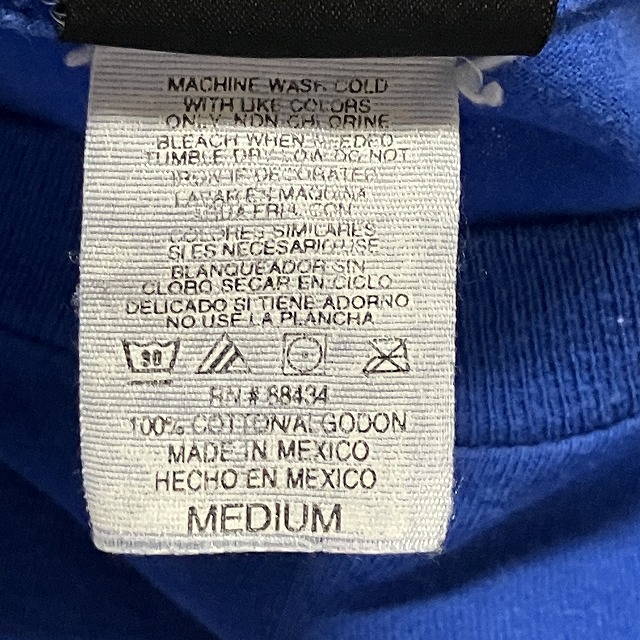 MACHINE WASH COLD
WITH LIKE COLORS
ONLY NON-CHLORINE
BLEACH WHEN NEEDED
TUMBLE DRY LOW DO NOT
IRON IF DECORATED
LAVAR EN MAQUINA
AGUA FRIA CON
COLORES SIMILARES
SI ES NECESARIO USE
BLANQUEADOR SIN
CLORO SECAR EN CICLO
DELICADO SI TIENE ADORNO
NO USE LA PLANCHA
30
RN # 88434
100% COTTON/ALGODON
MADE IN MEXICO
HECHO EN MEXICO
MEDIUM